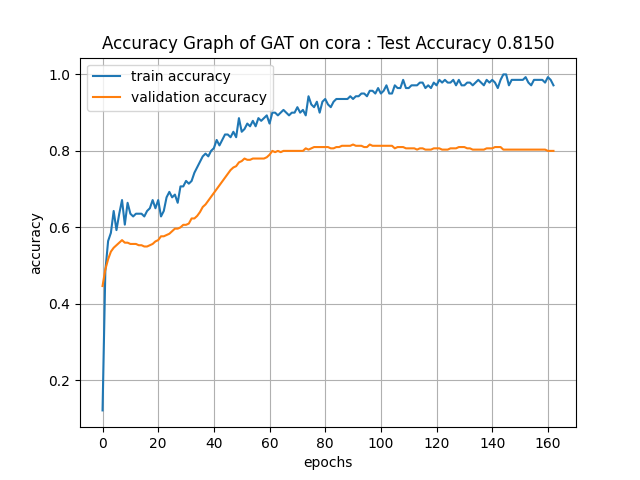 Accuracy Graph of GAT on cora : Test Accuracy 0.8150
train accuracy
validation accuracy
1.0
0.8
0.6
0.4
0.2
accuracy
0 20 40 60 80 100 120 140 160
epochs